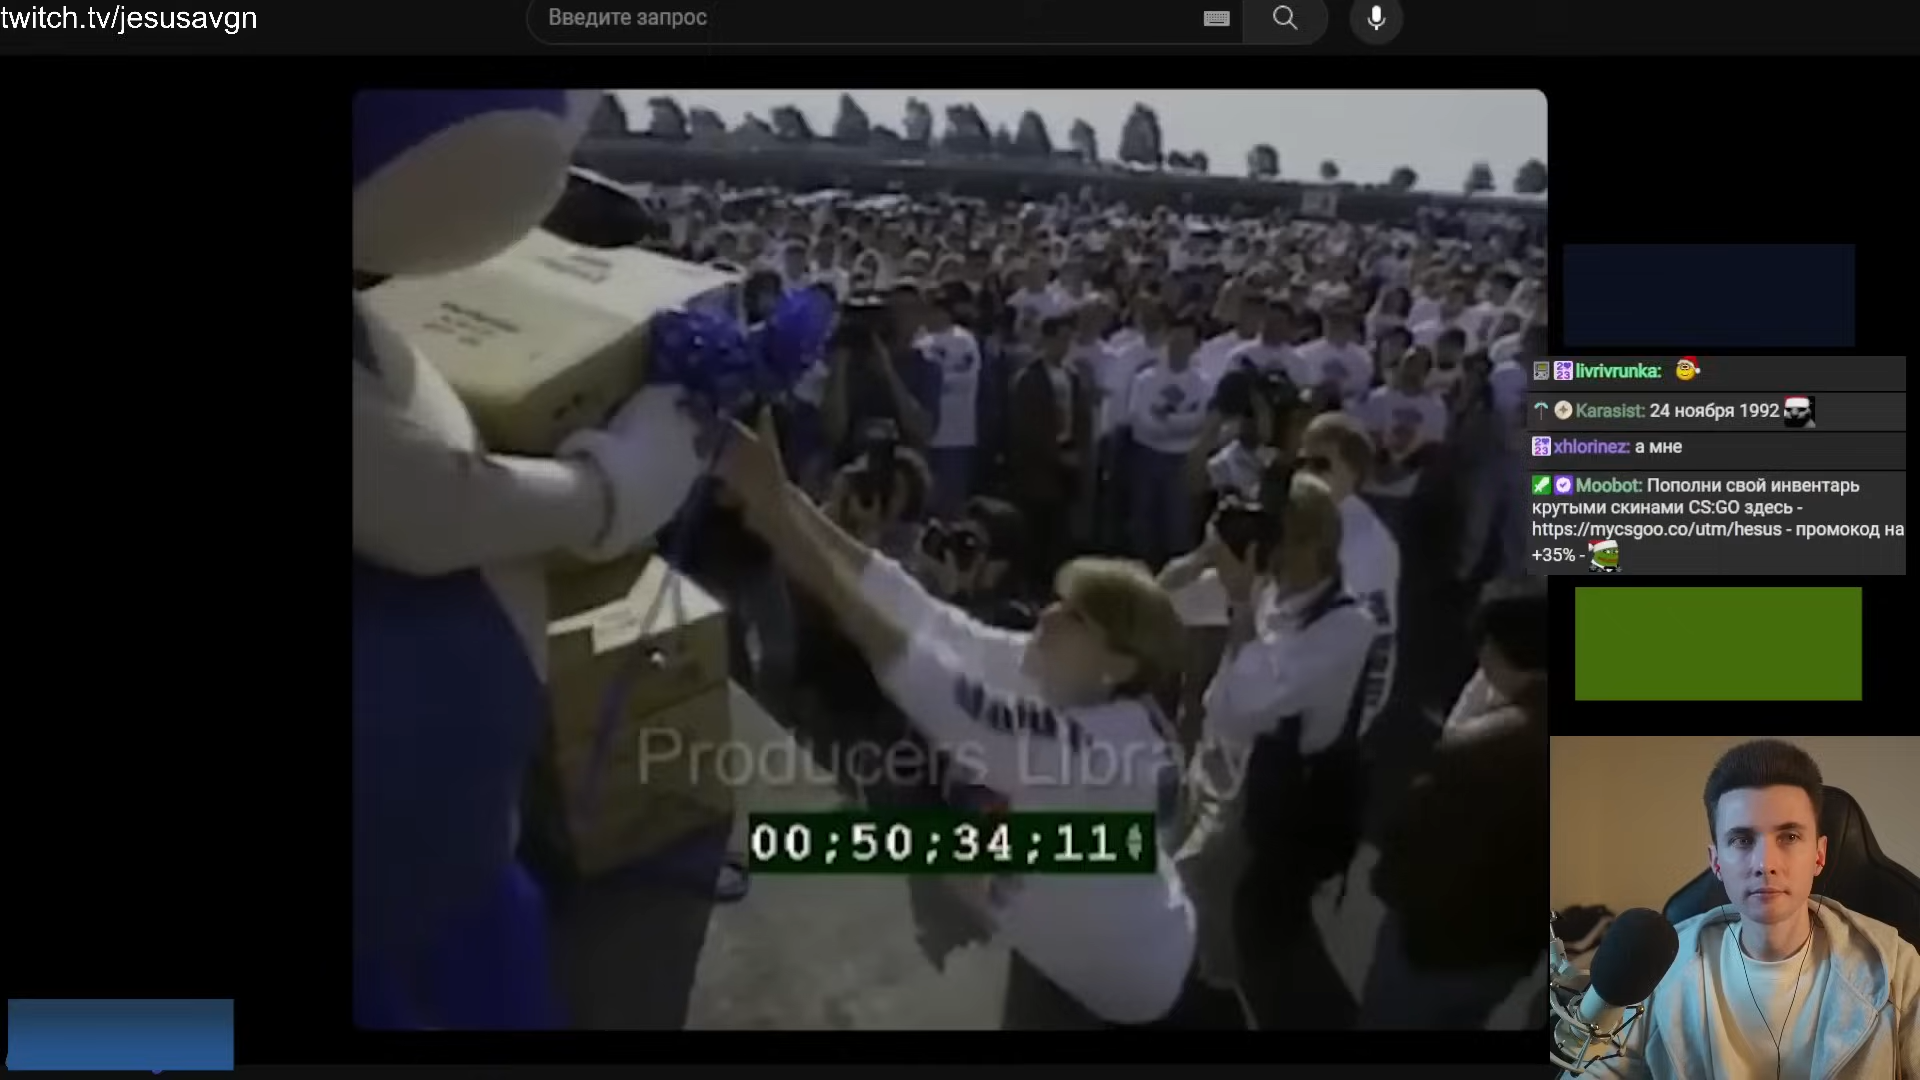 twitch.tv/jesusavgn
Введите запрос
livrivrunka:
Karasist: 24 ноября 1992
xhlorinez: а мне
Moobot: Пополни свой инвентарь
крутыми скинами CS:GO здесь -
https://mycsgoo.co/utm/hesus - промокод на
+35% -
Producers Library
00;50;34;11